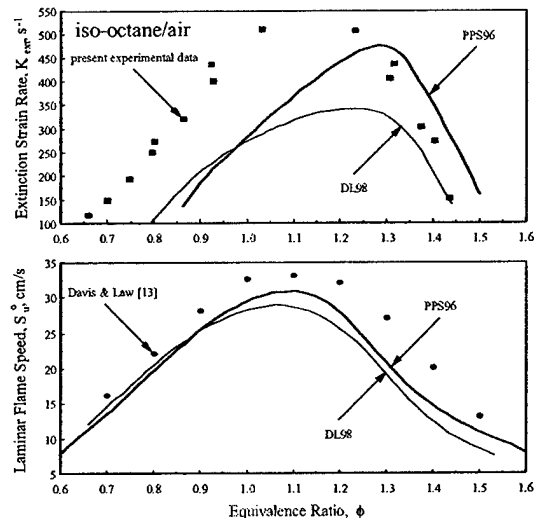 iso-octane/air
Extinction Strain Rate, K ext, s-1
present experimental data
PPS96
DL98
500
450
400
350
300
250
200
150
100
0.6 0.7 0.8 0.9 1.0 1.1 1.2 1.3 1.4 1.5 1.6
Laminar Flame Speed, S°u, cm/s
Davis & Law [13]
PPS96
DL98
35
30
25
20
15
10
5
0.6 0.7 0.8 0.9 1.0 1.1 1.2 1.3 1.4 1.5 1.6
Equivalence Ratio, ϕ